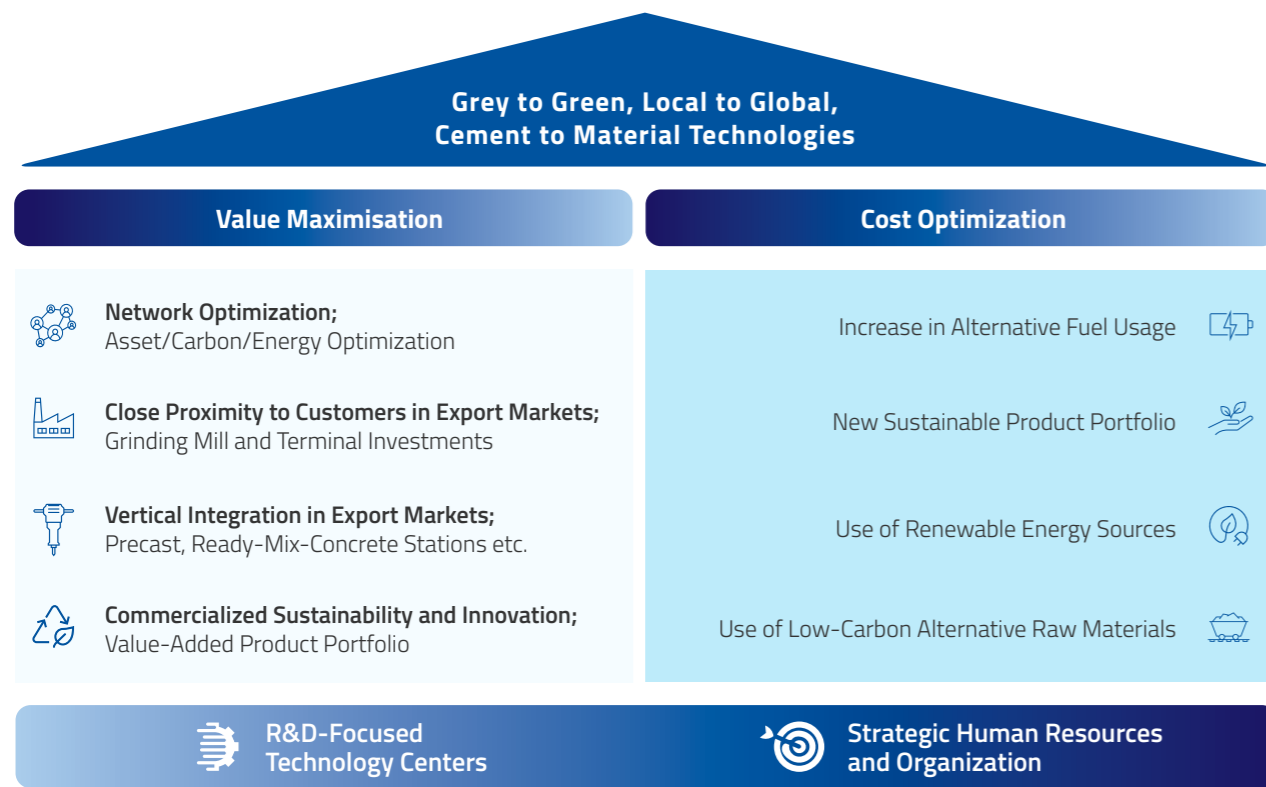 Grey to Green, Local to Global,
Cement to Material Technologies
Value Maximisation
Network Optimization;
Asset/Carbon/Energy Optimization
Close Proximity to Customers in Export Markets;
Grinding Mill and Terminal Investments
Vertical Integration in Export Markets;
Precast, Ready-Mix-Concrete Stations etc.
Commercialized Sustainability and Innovation;
Value-Added Product Portfolio
Cost Optimization
Increase in Alternative Fuel Usage
New Sustainable Product Portfolio
Use of Renewable Energy Sources
Use of Low-Carbon Alternative Raw Materials
R&D-Focused
Technology Centers
Strategic Human Resources
and Organization